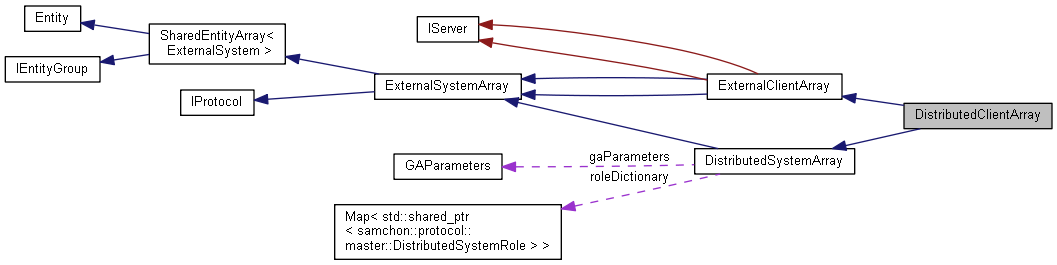 Entity
IEntityGroup
SharedEntityArray<
ExternalSystem >
IProtocol
IServer
ExternalSystemArray
ExternalClientArray
DistributedClientArray
DistributedSystemArray
gaParameters
GAParameters
roleDictionary
Map< std::shared_ptr
< samchon::protocol::
master::DistributedSystemRole > >